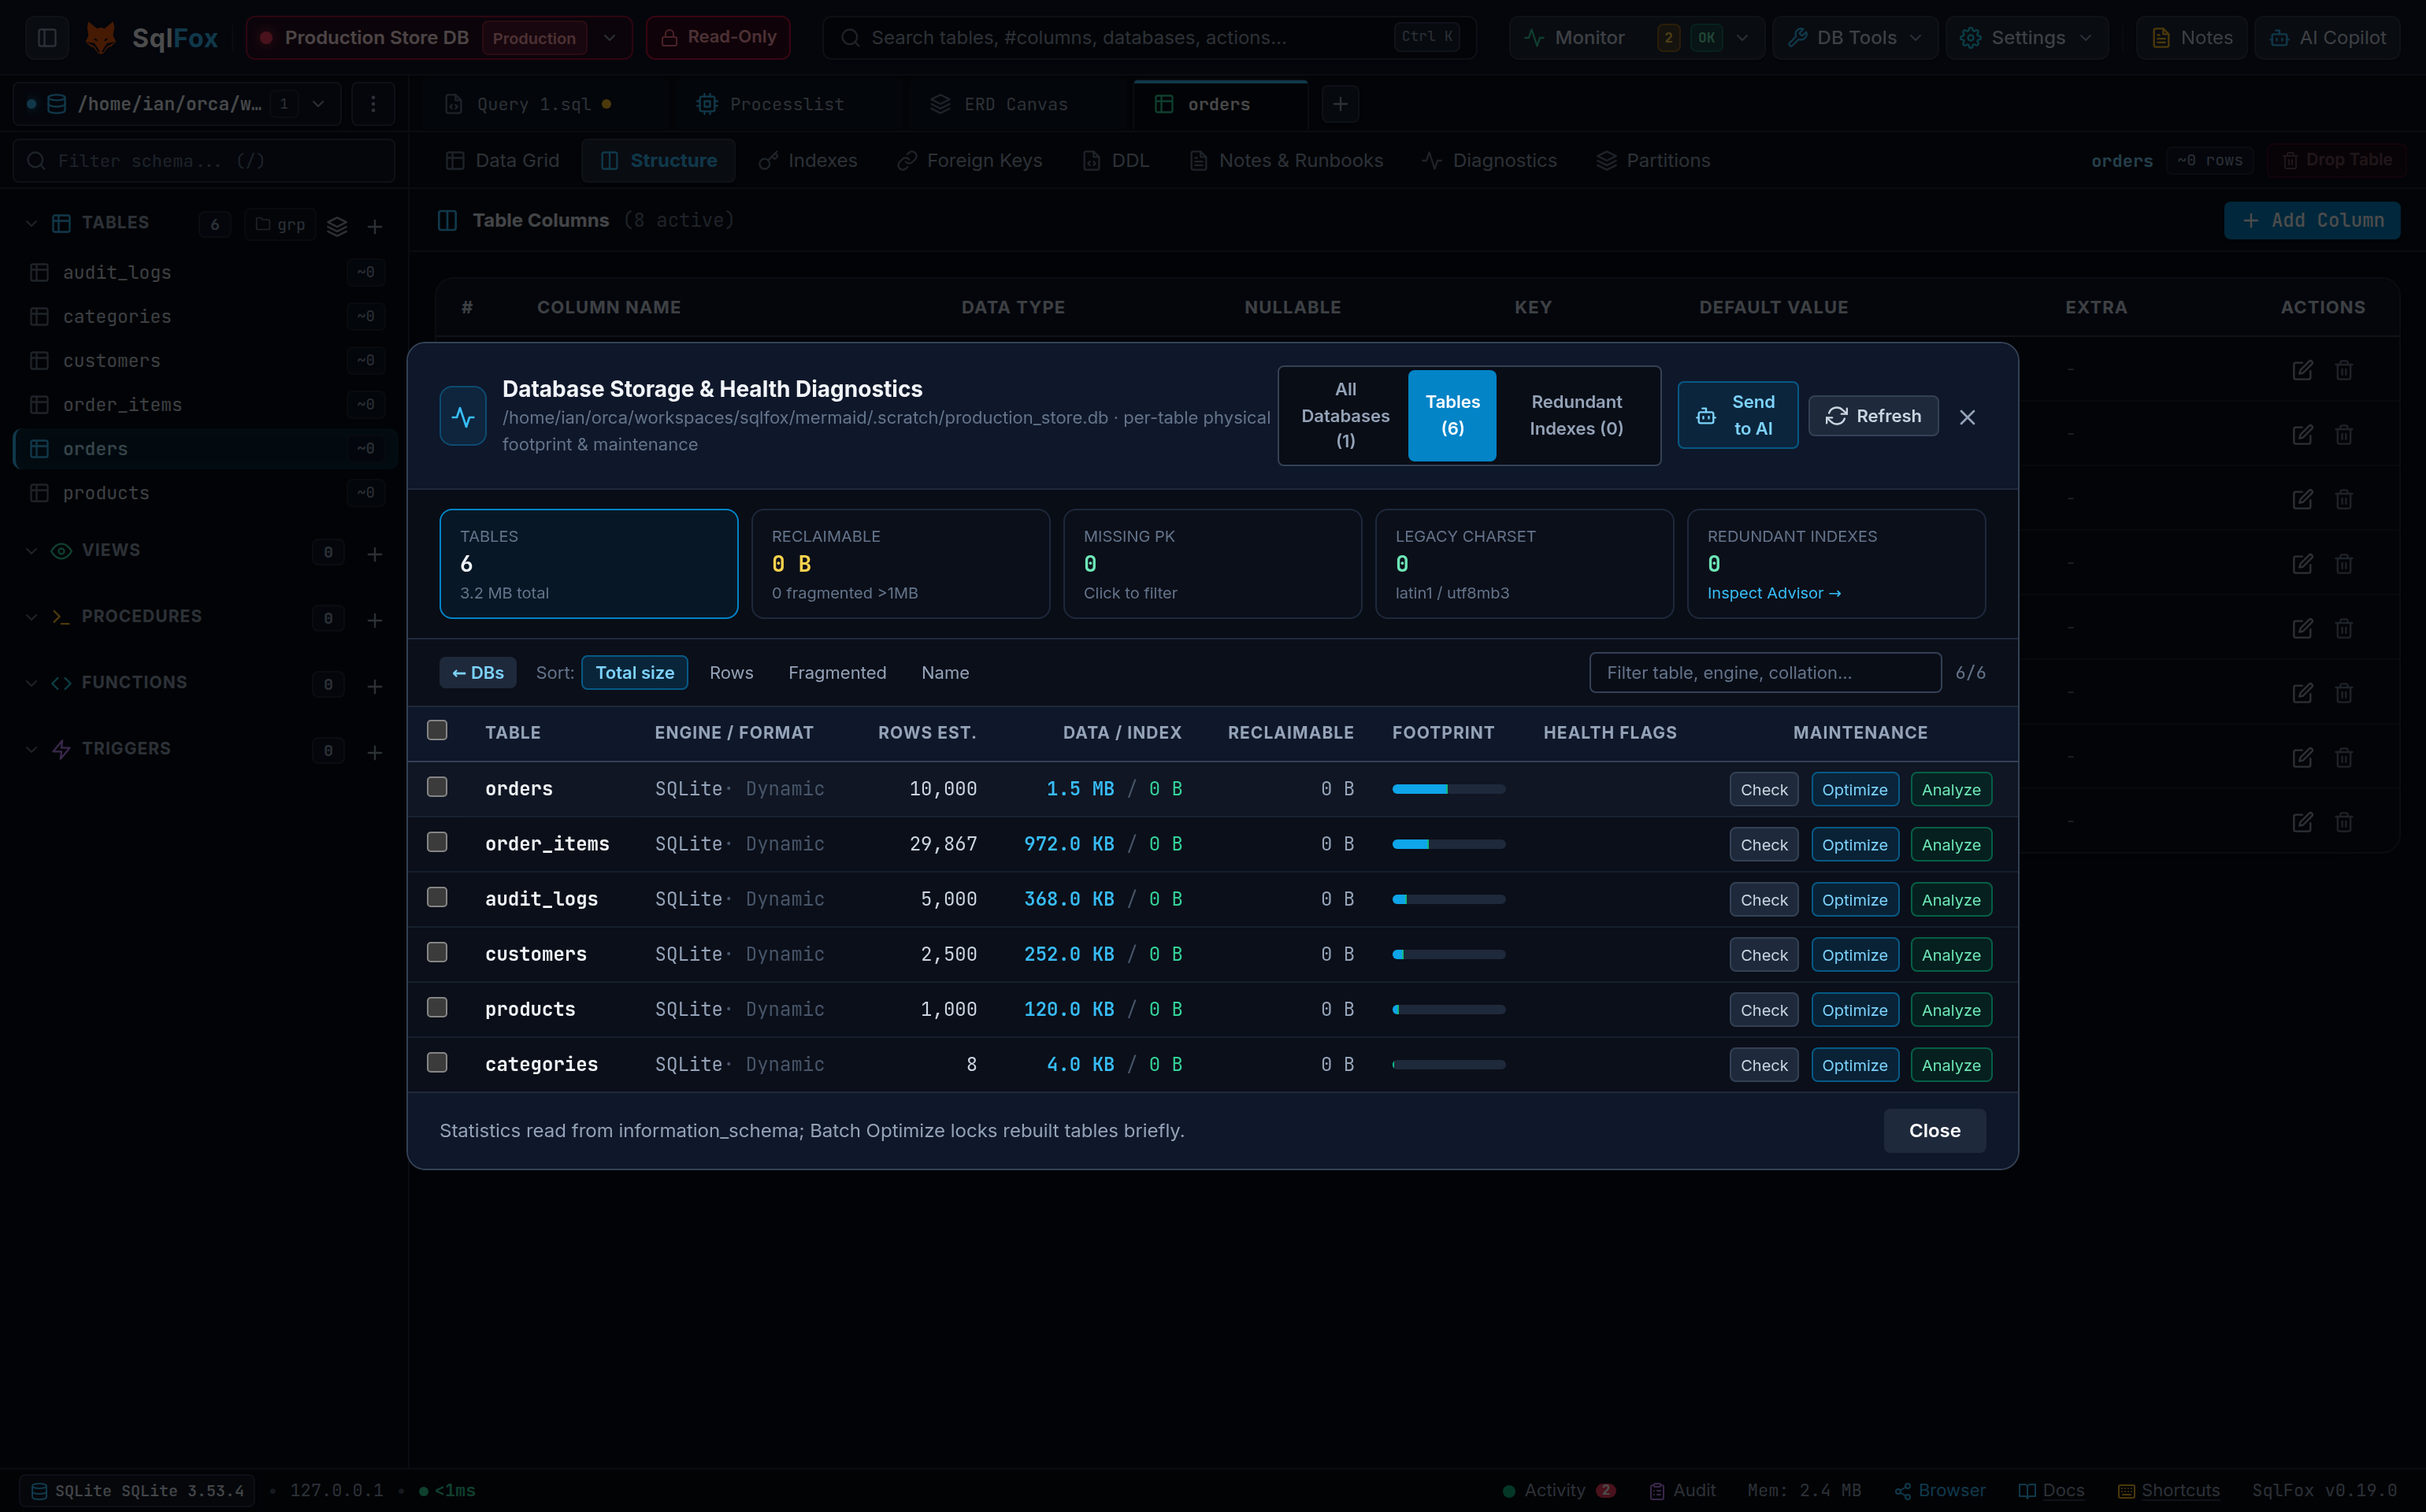 SqlFox
Production Store DB Production
Read-Only
Search tables, #columns, databases, actions...
Ctrl K
Monitor 2 OK
DB Tools
Settings
Notes
AI Copilot
/home/ian/orca/w… 1
Query 1.sql
Processlist
ERD Canvas
orders
Filter schema... (/)
Data Grid
Structure
Indexes
Foreign Keys
DDL
Notes & Runbooks
Diagnostics
Partitions
orders ~0 rows
Drop Table
TABLES 6 grp
audit_logs ~0
categories ~0
customers ~0
order_items ~0
orders ~0
products ~0
VIEWS 0
PROCEDURES 0
FUNCTIONS 0
TRIGGERS 0
Table Columns (8 active)
Add Column
# COLUMN NAME DATA TYPE NULLABLE KEY DEFAULT VALUE EXTRA ACTIONS
-
-
-
-
-
-
-
-
Database Storage & Health Diagnostics
/home/ian/orca/workspaces/sqlfox/mermaid/.scratch/production_store.db · per-table physical
footprint & maintenance
All
Databases
(1)
Tables
(6)
Redundant
Indexes (0)
Send
to AI
Refresh
TABLES
6
3.2 MB total
RECLAIMABLE
0 B
0 fragmented >1MB
MISSING PK
0
Click to filter
LEGACY CHARSET
0
latin1 / utf8mb3
REDUNDANT INDEXES
0
Inspect Advisor →
← DBs Sort: Total size Rows Fragmented Name
Filter table, engine, collation...
6/6
TABLE ENGINE / FORMAT ROWS EST. DATA / INDEX RECLAIMABLE FOOTPRINT HEALTH FLAGS MAINTENANCE
orders SQLite· Dynamic 10,000 1.5 MB / 0 B 0 B Check Optimize Analyze
order_items SQLite· Dynamic 29,867 972.0 KB / 0 B 0 B Check Optimize Analyze
audit_logs SQLite· Dynamic 5,000 368.0 KB / 0 B 0 B Check Optimize Analyze
customers SQLite· Dynamic 2,500 252.0 KB / 0 B 0 B Check Optimize Analyze
products SQLite· Dynamic 1,000 120.0 KB / 0 B 0 B Check Optimize Analyze
categories SQLite· Dynamic 8 4.0 KB / 0 B 0 B Check Optimize Analyze
Statistics read from information_schema; Batch Optimize locks rebuilt tables briefly.
Close
SQLite SQLite 3.53.4 • 127.0.0.1 • <1ms
Activity 2 Audit Mem: 2.4 MB Browser Docs Shortcuts SqlFox v0.19.0